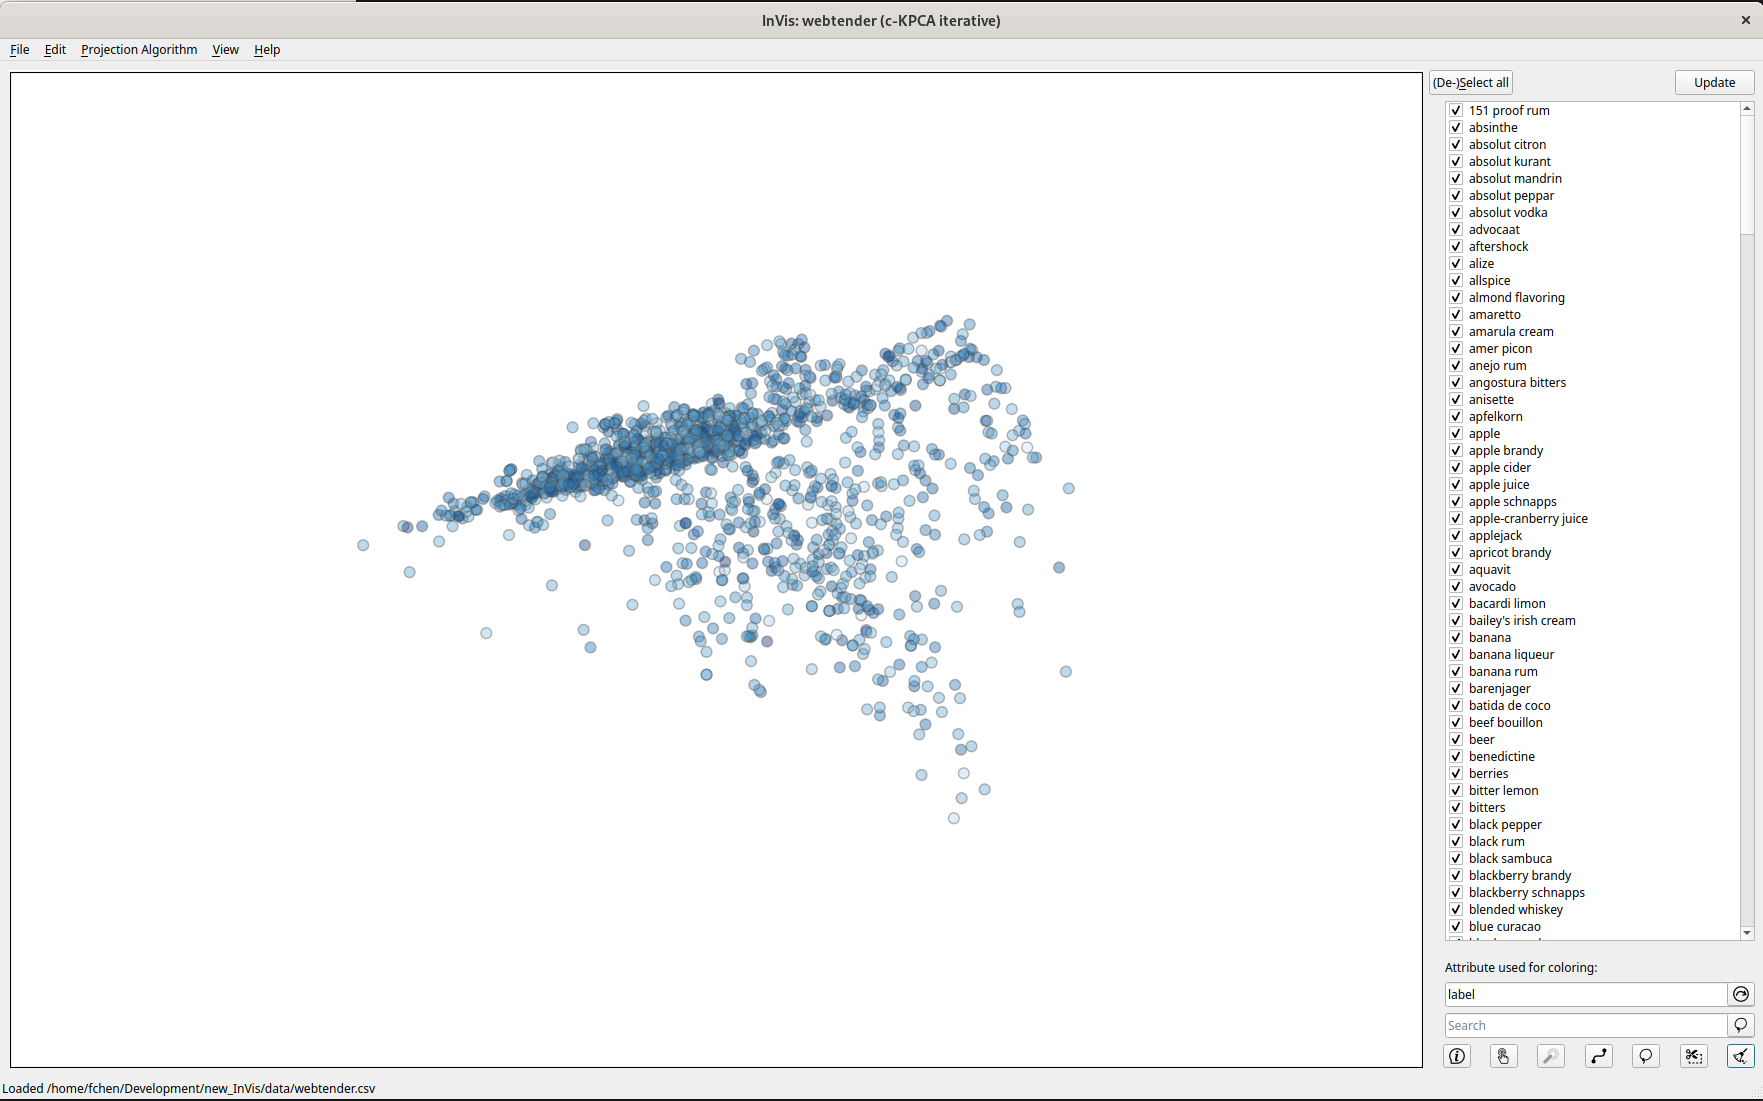 InVis: webtender (c-KPCA iterative)
File Edit Projection Algorithm View Help
(De-)Select all Update
151 proof rum
absinthe
absolut citron
absolut kurant
absolut mandrin
absolut peppar
absolut vodka
advocaat
aftershock
alize
allspice
almond flavoring
amaretto
amarula cream
amer picon
anejo rum
angostura bitters
anisette
apfelkorn
apple
apple brandy
apple cider
apple juice
apple schnapps
apple-cranberry juice
applejack
apricot brandy
aquavit
avocado
bacardi limon
bailey's irish cream
banana
banana liqueur
banana rum
barenjager
batida de coco
beef bouillon
beer
benedictine
berries
bitter lemon
bitters
black pepper
black rum
black sambuca
blackberry brandy
blackberry schnapps
blended whiskey
blue curacao
Attribute used for coloring:
label
Search
Loaded /home/fchen/Development/new_InVis/data/webtender.csv